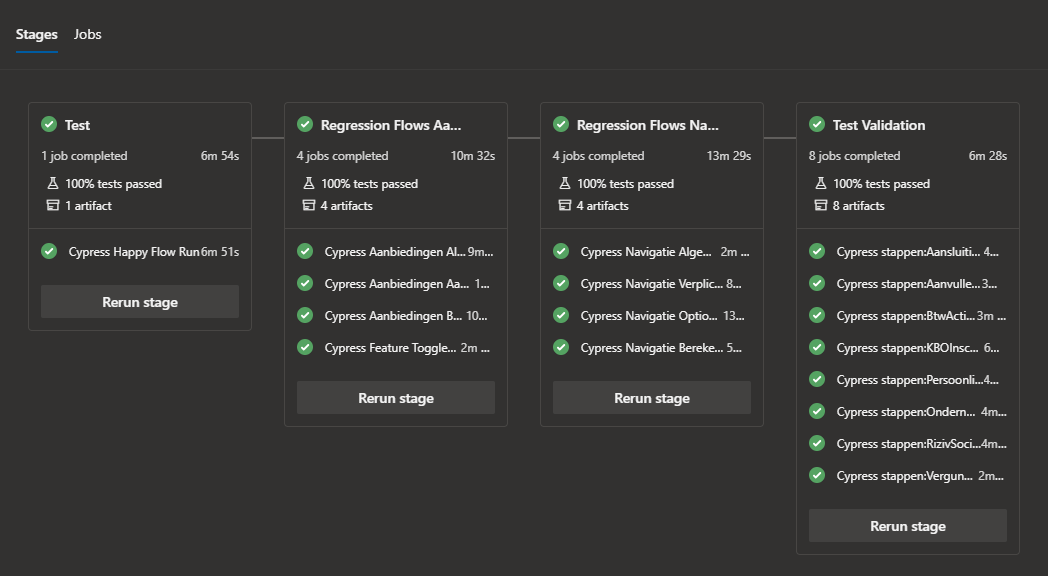 Stages Jobs
Test
1 job completed 6m 54s
100% tests passed
1 artifact
Cypress Happy Flow Run 6m 51s
Rerun stage
Regression Flows Aa...
4 jobs completed 10m 32s
100% tests passed
4 artifacts
Cypress Aanbiedingen Al... 9m...
Cypress Aanbiedingen Aa... 1...
Cypress Aanbiedingen B... 10...
Cypress Feature Toggle... 2m ...
Rerun stage
Regression Flows Na...
4 jobs completed 13m 29s
100% tests passed
4 artifacts
Cypress Navigatie Alge... 2m ...
Cypress Navigatie Verplic... 8...
Cypress Navigatie Optio... 13...
Cypress Navigatie Bereke... 5...
Rerun stage
Test Validation
8 jobs completed 6m 28s
100% tests passed
8 artifacts
Cypress stappen:Aansluiti... 4...
Cypress stappen:Aanvulle... 3...
Cypress stappen:BtwActi... 3m ...
Cypress stappen:KBOInsc... 6...
Cypress stappen:Persoonli... 4...
Cypress stappen:Ondern... 4m...
Cypress stappen:RizivSoci... 4m...
Cypress stappen:Vergun... 2m...
Rerun stage